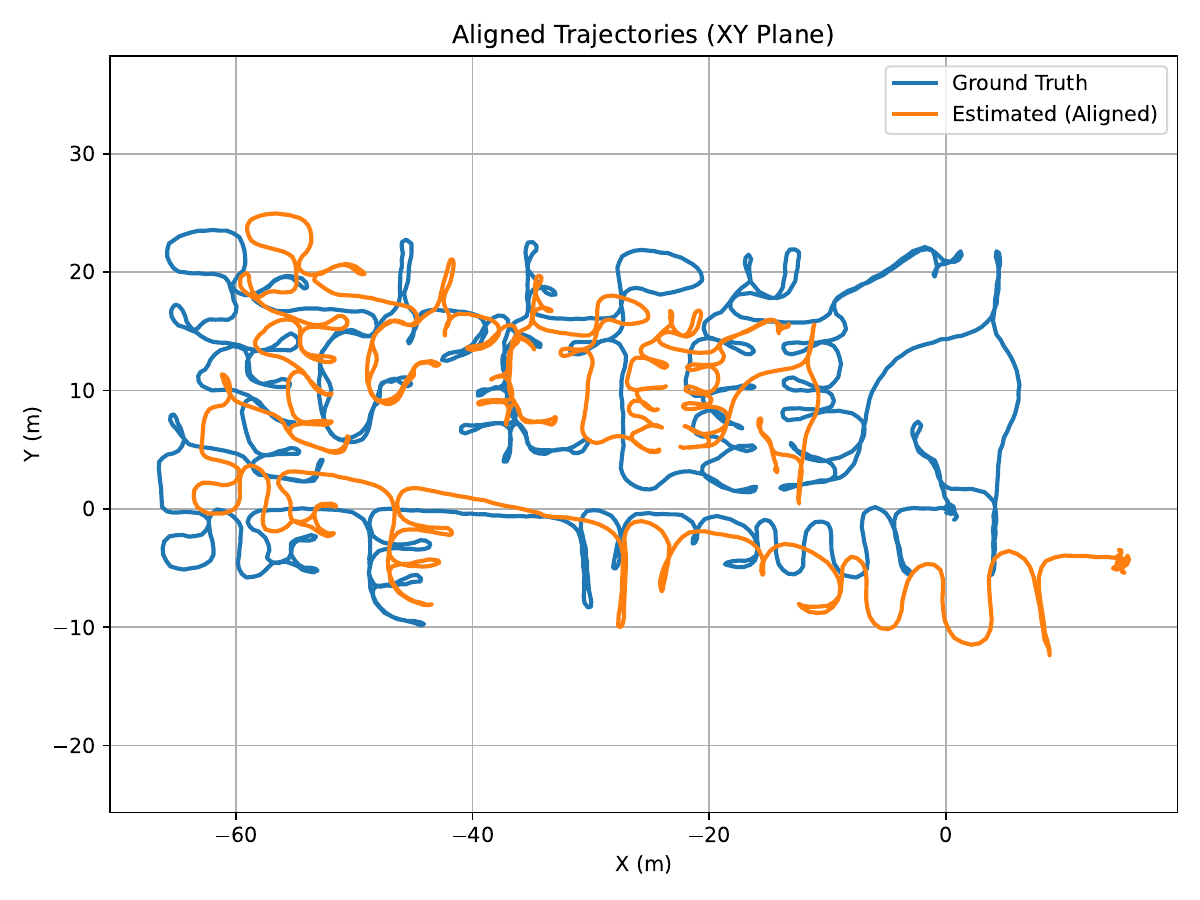 Aligned Trajectories (XY Plane)
Ground Truth
Estimated (Aligned)
30
20
10
0
−10
−20
Y (m)
−60
−40
−20
0
X (m)